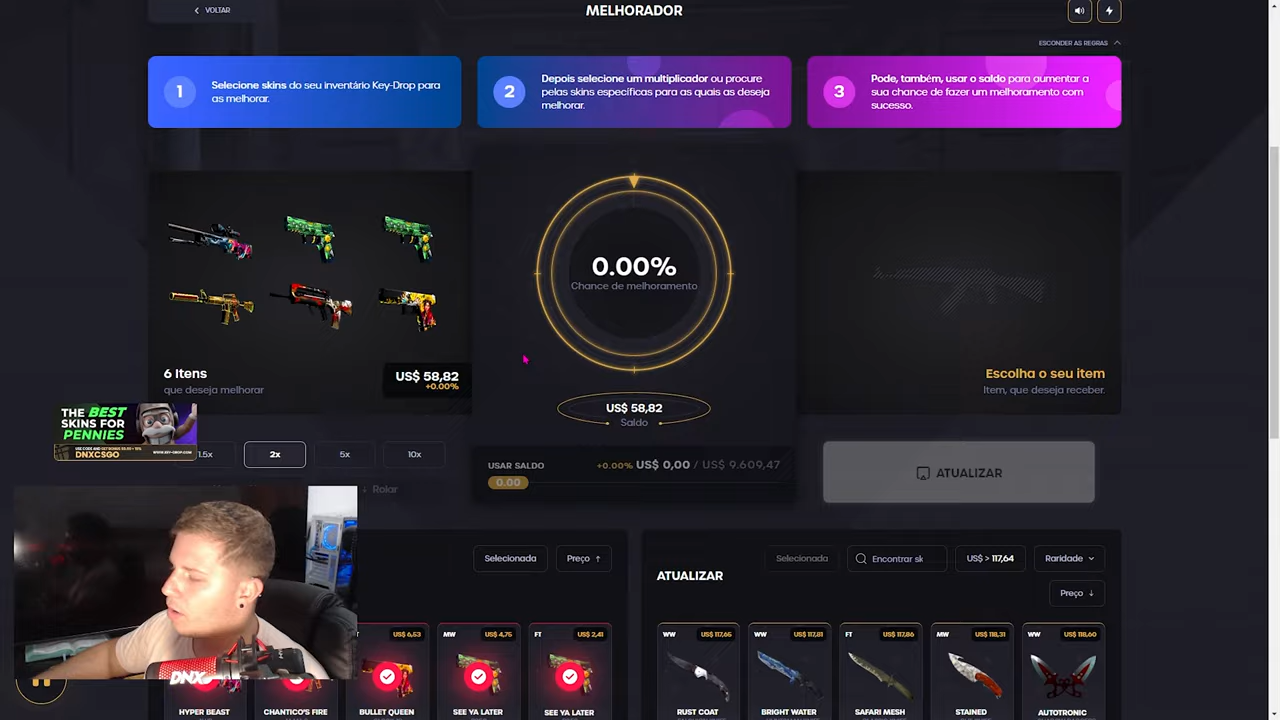 VOLTAR
MELHORADOR
ESCONDER AS REGRAS
1
Selecione skins do seu inventário Key-Drop para
as melhorar.
2
Depois selecione um multiplicador ou procure
pelas skins específicas para as quais as deseja
melhorar.
3
Pode, também, usar o saldo para aumentar a
sua chance de fazer um melhoramento com
sucesso.
0.00%
Chance de melhoramento
6 Itens
que deseja melhorar
US$ 58,82
+0.00%
Escolha o seu item
Item, que deseja receber.
US$ 58,82
Saldo
THE BEST
SKINS FOR
PENNIES
DNXCSGO
WWW.KEY-DROP.COM
1.5x
2x
5x
10x
USAR SALDO
+0.00% US$ 0,00 / US$ 9.609,47
0.00
ATUALIZAR
Rolar
Selecionada
Preço ↑
ATUALIZAR
Selecionada
Encontrar sk
US$ > 117,64
Raridade
Preço ↓
US$ 6,53
MW
US$ 4,75
FT
US$ 2,41
WW
US$ 117,65
WW
US$ 117,81
FT
US$ 117,86
MW
US$ 118,31
WW
US$ 118,60
DNX
HYPER BEAST
CHANTICO'S FIRE
BULLET QUEEN
SEE YA LATER
SEE YA LATER
RUST COAT
BRIGHT WATER
SAFARI MESH
STAINED
AUTOTRONIC